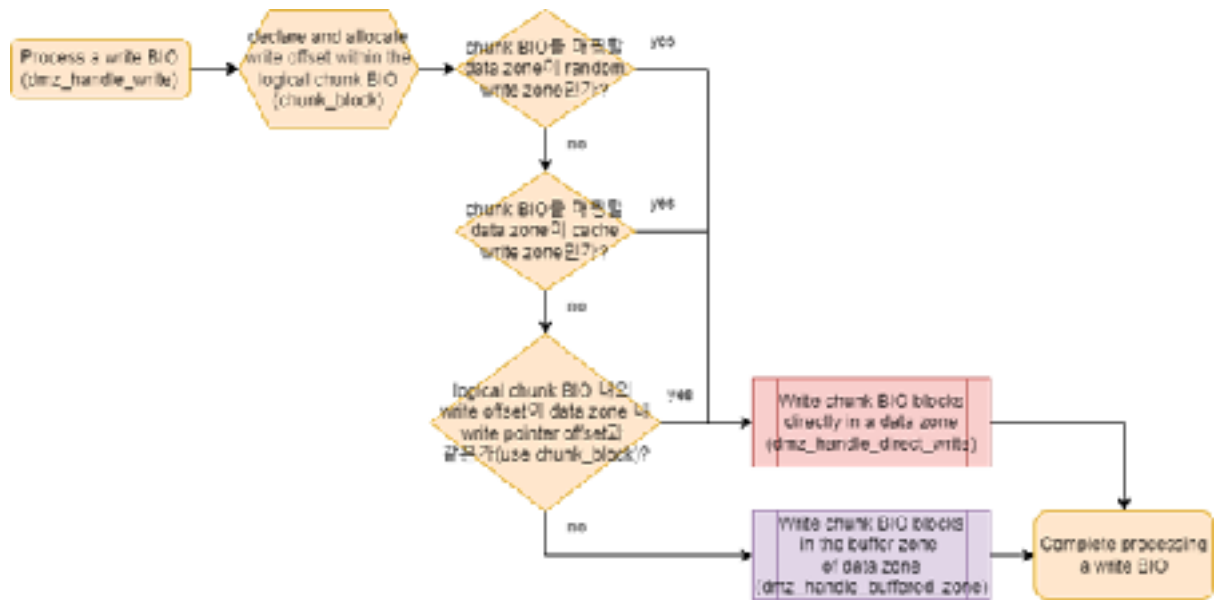 Process a write BIO
(dmz_handle_write)
declare and allocate
write offset within the
logical chunk BIO
(chunk_block)
chunk BIO를 매핑할
data zone이 random
write zone인가?
yes
no
chunk BIO를 매핑할
data zone이 cache
write zone인가?
yes
no
logical chunk BIO 내의
write offset이 data zone 내
write pointer offset과
같은가(use chunk_block)?
yes
no
Write chunk BIO blocks
directly in a data zone
(dmz_handle_direct_write)
Write chunk BIO blocks
in the buffer zone
of data zone
(dmz_handle_buffered_zone)
Complete processing
a write BIO